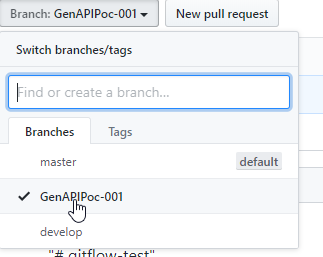 Branch: GenAPIPoc-001 New pull request
Switch branches/tags
Find or create a branch...
Branches Tags
master default
GenAPIPoc-001
develop
"# gitflow-test"